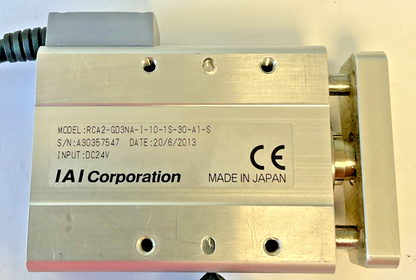 MODEL:RCA2-GD3NA-I-10-1S-30-A1-S
S/N:A30357547 DATE:20/6/2013
INPUT:DC24V
CE
IAI Corporation MADE IN JAPAN